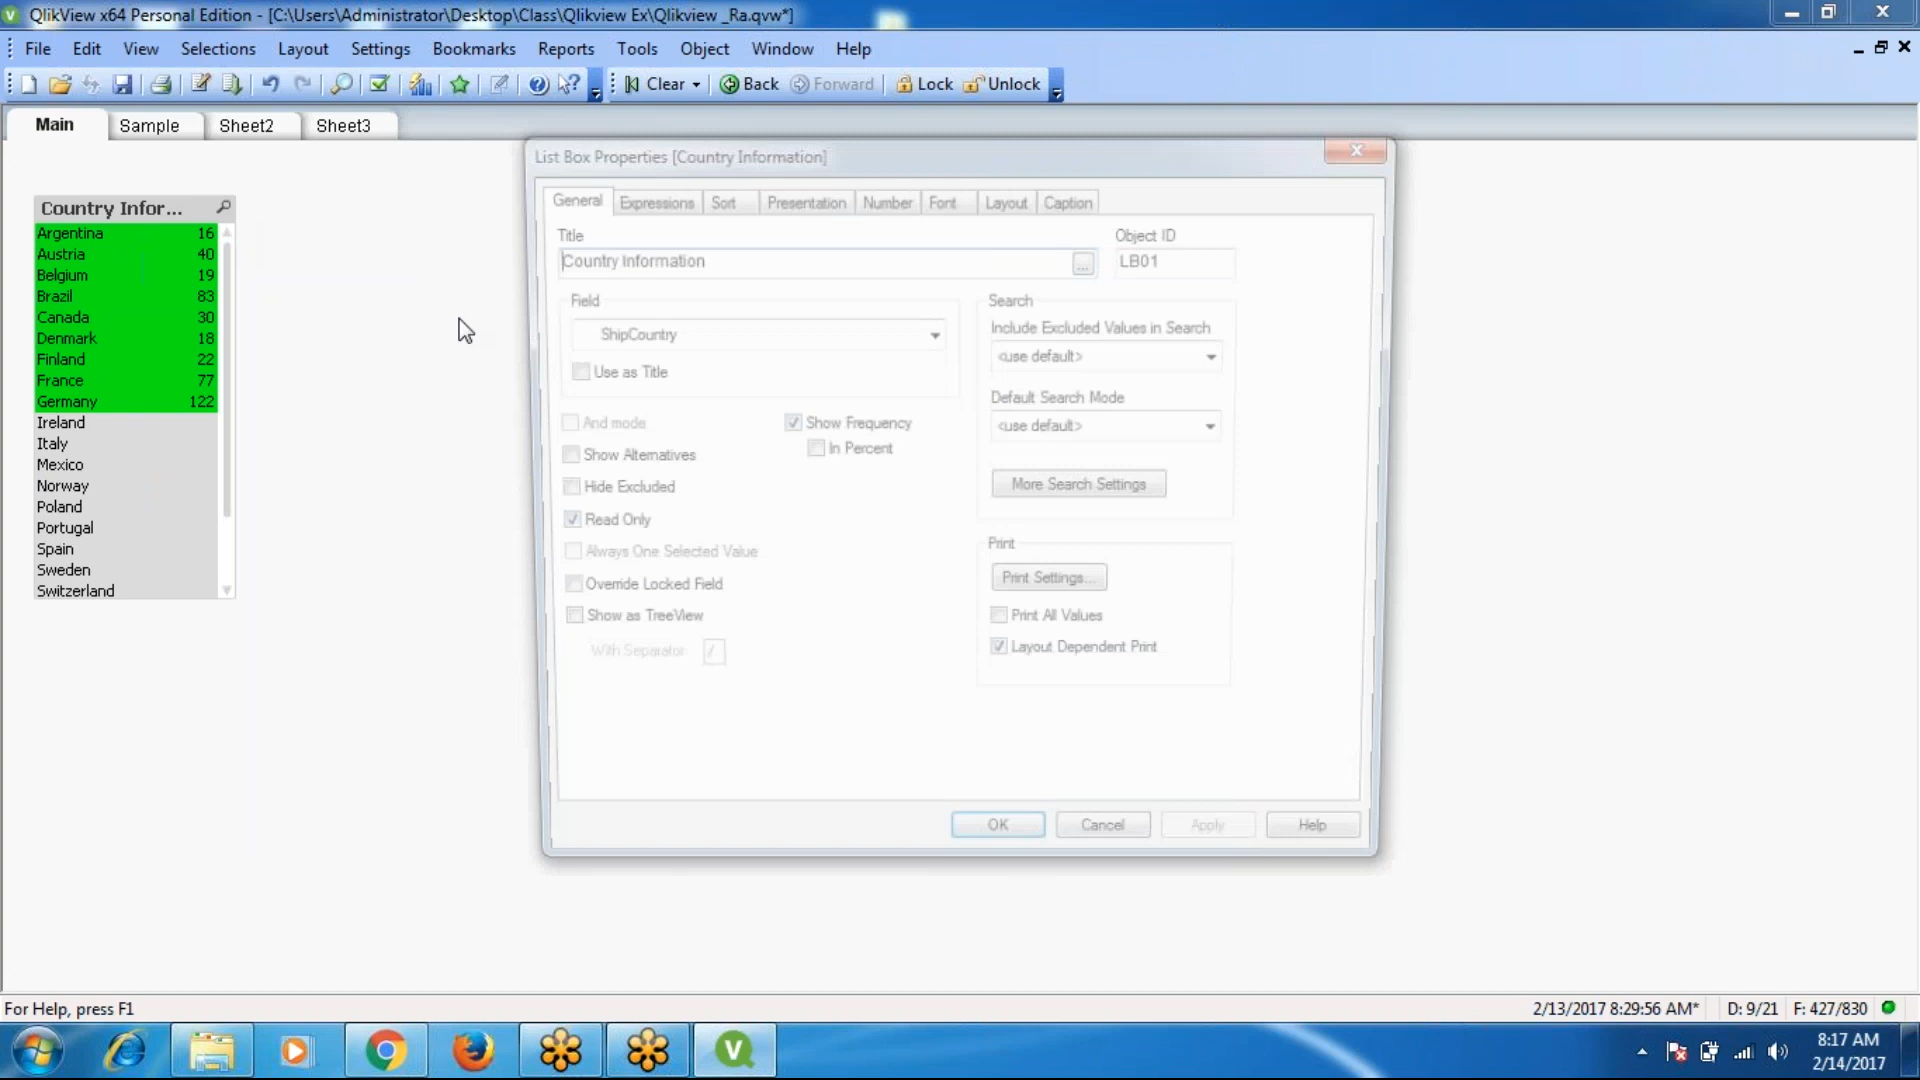 QlikView x64 Personal Edition - [C:\Users\Administrator\Desktop\Class\Qlikview Ex\Qlikview _Ra.qvw*]
File Edit View Selections Layout Settings Bookmarks Reports Tools Object Window Help
Clear Back Forward Lock Unlock
Main Sample Sheet2 Sheet3
Country Infor...
Argentina 16
Austria 40
Belgium 19
Brazil 83
Canada 30
Denmark 18
Finland 22
France 77
Germany 122
Ireland
Italy
Mexico
Norway
Poland
Portugal
Spain
Sweden
Switzerland
List Box Properties [Country Information]
General Expressions Sort Presentation Number Font Layout Caption
Title Object ID
Country Information ... LB01
Field
ShipCountry
Use as Title
And mode
Show Alternatives
Hide Excluded
Read Only
Always One Selected Value
Override Locked Field
Show as TreeView
With Separator /
Show Frequency
In Percent
Search
Include Excluded Values in Search
<use default>
Default Search Mode
<use default>
More Search Settings
Print
Print Settings...
Print All Values
Layout Dependent Print
OK Cancel Apply Help
For Help, press F1 2/13/2017 8:29:56 AM* D: 9/21 F: 427/830
8:17 AM
2/14/2017